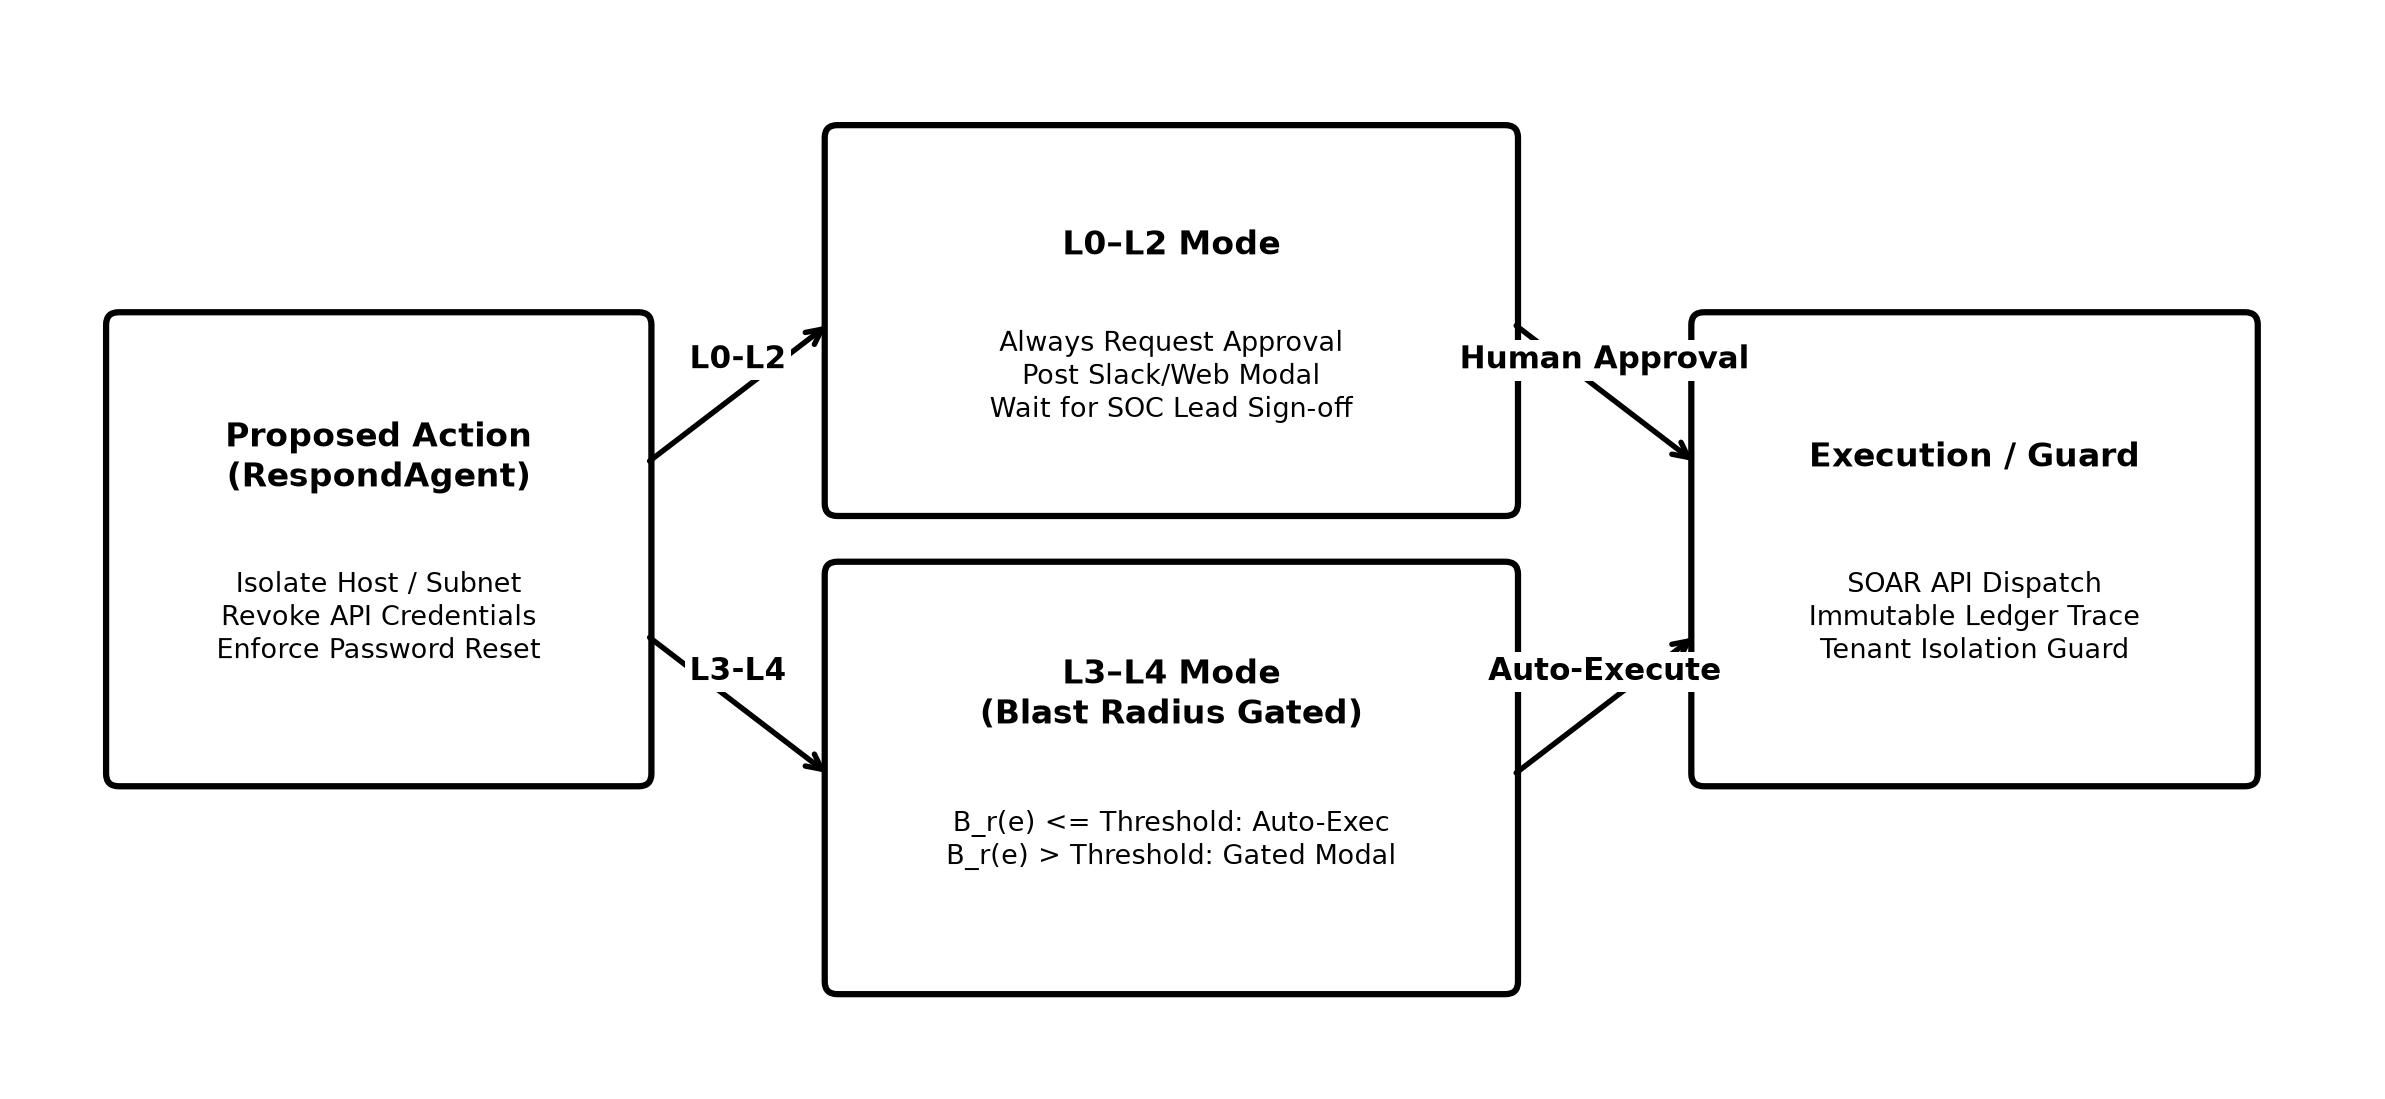 Proposed Action
(RespondAgent)
Isolate Host / Subnet
Revoke API Credentials
Enforce Password Reset
L0-L2
L3-L4
L0–L2 Mode
Always Request Approval
Post Slack/Web Modal
Wait for SOC Lead Sign-off
L3–L4 Mode
(Blast Radius Gated)
B_r(e) <= Threshold: Auto-Exec
B_r(e) > Threshold: Gated Modal
Human Approval
Auto-Execute
Execution / Guard
SOAR API Dispatch
Immutable Ledger Trace
Tenant Isolation Guard